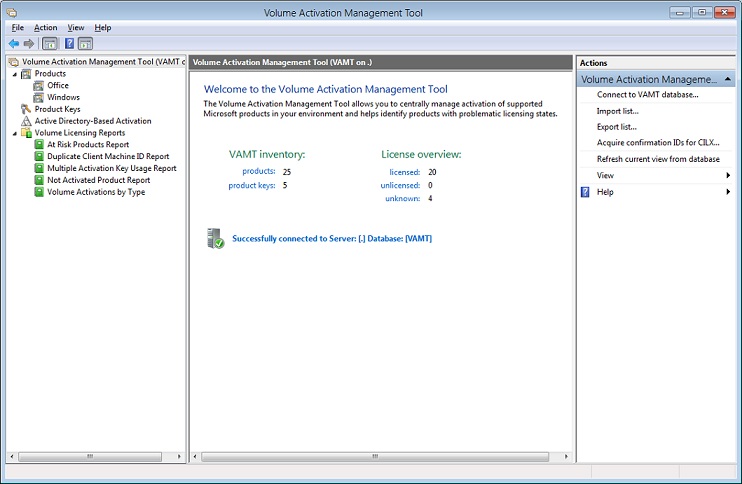 Volume Activation Management Tool
File Action View Help
Volume Activation Management Tool (VAMT o
Products
Office
Windows
Product Keys
Active Directory-Based Activation
Volume Licensing Reports
At Risk Products Report
Duplicate Client Machine ID Report
Multiple Activation Key Usage Report
Not Activated Product Report
Volume Activations by Type
Volume Activation Management Tool (VAMT on .)
Welcome to the Volume Activation Management Tool
The Volume Activation Management Tool allows you to centrally manage activation of supported
Microsoft products in your environment and helps identify products with problematic licensing states.
VAMT inventory:
products: 25
product keys: 5
License overview:
licensed: 20
unlicensed: 0
unknown: 4
Successfully connected to Server: [.] Database: [VAMT]
Actions
Volume Activation Manageme...
Connect to VAMT database...
Import list...
Export list...
Acquire confirmation IDs for CILX...
Refresh current view from database
View
Help